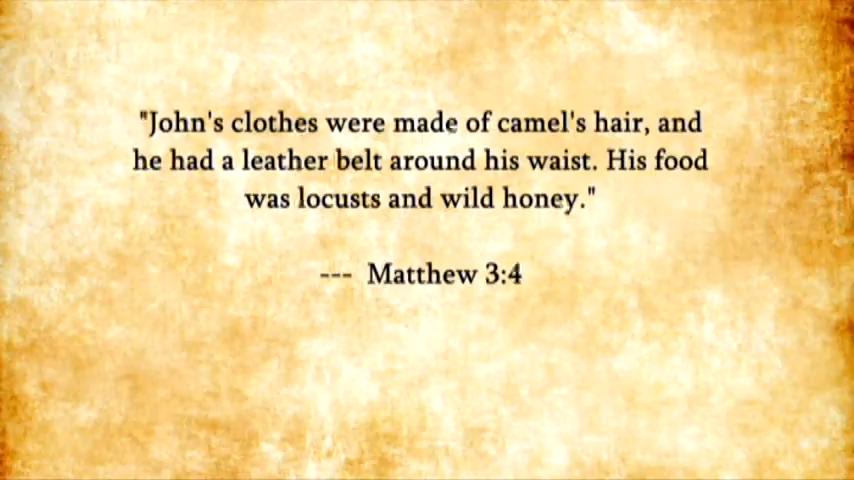 "John's clothes were made of camel's hair, and
he had a leather belt around his waist. His food
was locusts and wild honey."
--- Matthew 3:4